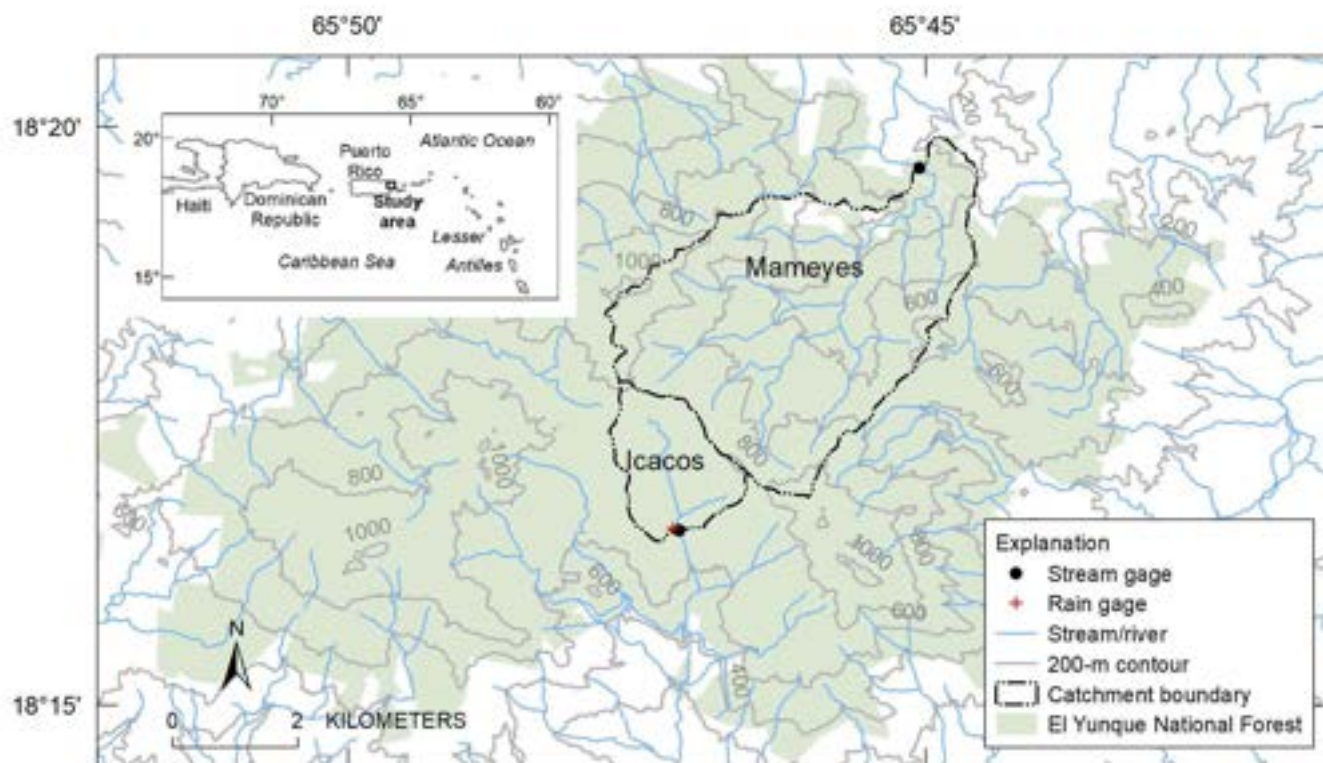 65°50'
65°45'
18°20'
18°15'
70°
65°
60°
20°
15°
Atlantic Ocean
Puerto
Rico
Haiti
Dominican
Republic
Study
area
Lesser
Antilles
Caribbean Sea
200
800
1000
Mameyes
600
200
400
600
800
Icacos
1000
800
1000
600
1000
600
400
N
0 2 KILOMETERS
Explanation
Stream gage
Rain gage
Stream/river
200-m contour
Catchment boundary
El Yunque National Forest